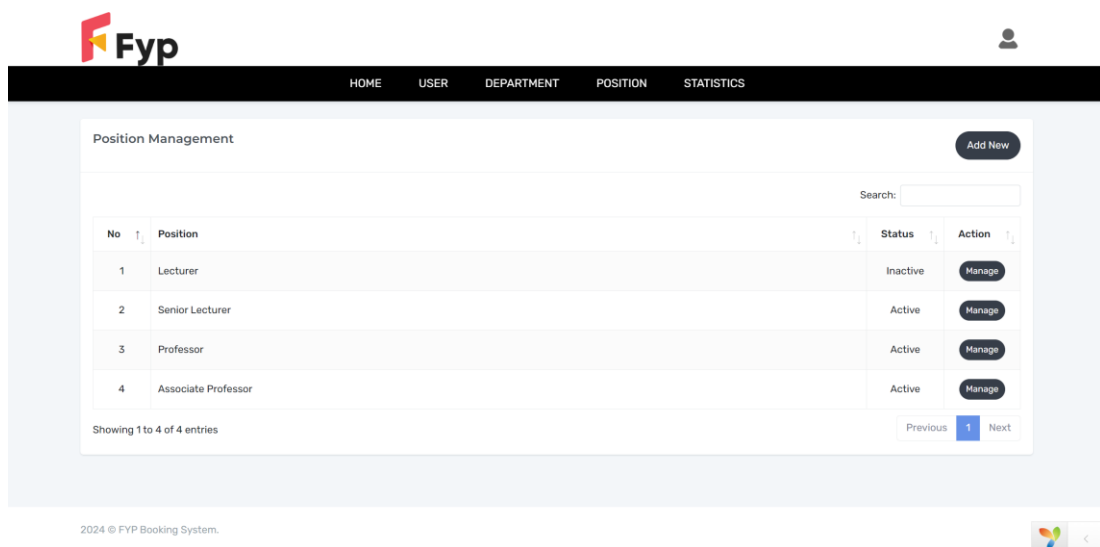 Fyp
HOME USER DEPARTMENT POSITION STATISTICS
Position Management
Add New
Search:
No Position Status Action
1 Lecturer Inactive Manage
2 Senior Lecturer Active Manage
3 Professor Active Manage
4 Associate Professor Active Manage
Showing 1 to 4 of 4 entries Previous 1 Next
2024 © FYP Booking System.